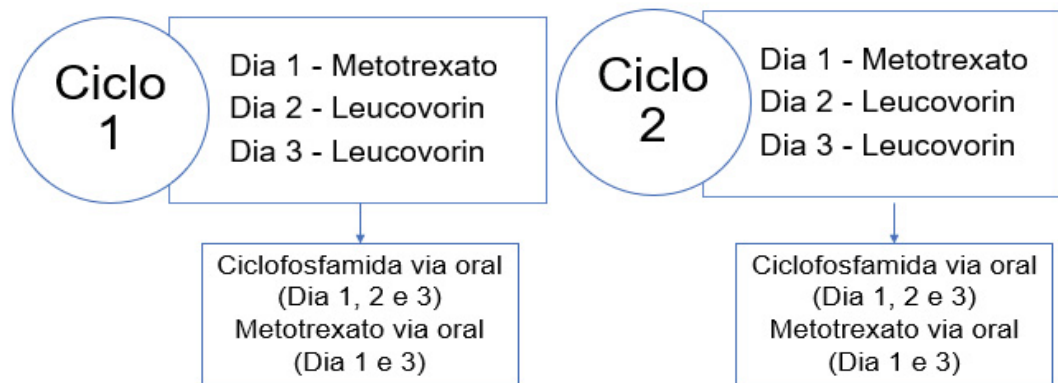 Ciclo
1
Dia 1 - Metotrexato
Dia 2 - Leucovorin
Dia 3 - Leucovorin
Ciclofosfamida via oral
(Dia 1, 2 e 3)
Metotrexato via oral
(Dia 1 e 3)
Ciclo
2
Dia 1 - Metotrexato
Dia 2 - Leucovorin
Dia 3 - Leucovorin
Ciclofosfamida via oral
(Dia 1, 2 e 3)
Metotrexato via oral
(Dia 1 e 3)